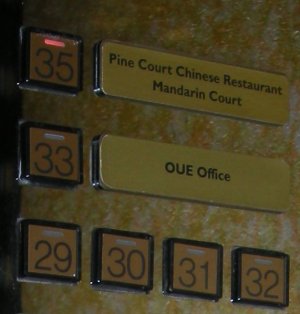 35
Pine Court Chinese Restaurant
Mandarin Court
33
OUE Office
29 30 31 32